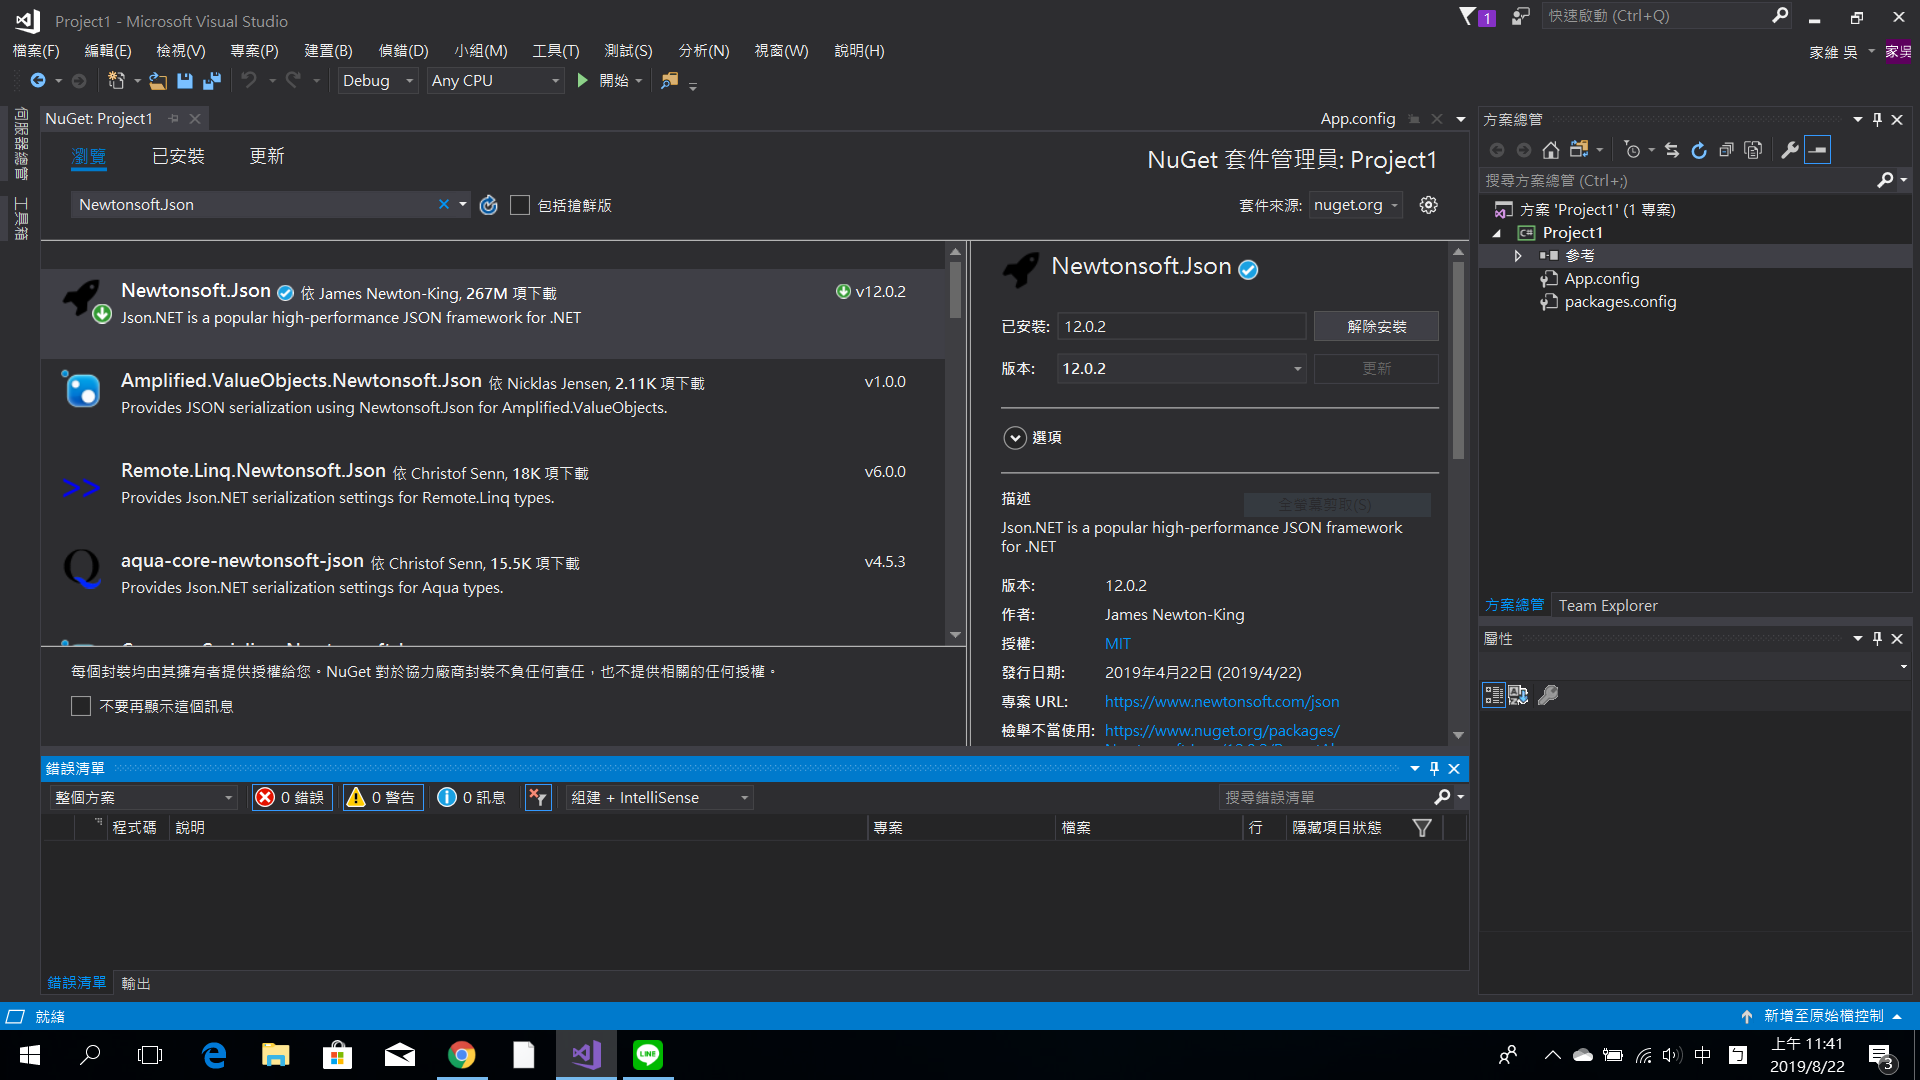 Project1 - Microsoft Visual Studio
1
快速啟動 (Ctrl+Q)
檔案(F) 編輯(E) 檢視(V) 專案(P) 建置(B) 偵錯(D) 小組(M) 工具(T) 測試(S) 分析(N) 視窗(W) 說明(H)
家維 吳 家吳
Debug Any CPU 開始
伺服器總管
工具箱
NuGet: Project1
App.config
瀏覽 已安裝 更新
NuGet 套件管理員: Project1
Newtonsoft.Json
包括搶鮮版
套件來源: nuget.org
Newtonsoft.Json 依 James Newton-King, 267M 項下載 v12.0.2
Json.NET is a popular high-performance JSON framework for .NET
Amplified.ValueObjects.Newtonsoft.Json 依 Nicklas Jensen, 2.11K 項下載 v1.0.0
Provides JSON serialization using Newtonsoft.Json for Amplified.ValueObjects.
Remote.Linq.Newtonsoft.Json 依 Christof Senn, 18K 項下載 v6.0.0
Provides Json.NET serialization settings for Remote.Linq types.
aqua-core-newtonsoft-json 依 Christof Senn, 15.5K 項下載 v4.5.3
Provides Json.NET serialization settings for Aqua types.
每個封裝均由其擁有者提供授權給您。NuGet 對於協力廠商封裝不負任何責任，也不提供相關的任何授權。
不要再顯示這個訊息
Newtonsoft.Json
已安裝: 12.0.2 解除安裝
版本: 12.0.2 更新
選項
描述
全螢幕剪取(S)
Json.NET is a popular high-performance JSON framework
for .NET
版本: 12.0.2
作者: James Newton-King
授權: MIT
發行日期: 2019年4月22日 (2019/4/22)
專案 URL: https://www.newtonsoft.com/json
檢舉不當使用: https://www.nuget.org/packages/
方案總管
搜尋方案總管 (Ctrl+;)
方案 'Project1' (1 專案)
Project1
參考
App.config
packages.config
方案總管 Team Explorer
屬性
錯誤清單
整個方案 0 錯誤 0 警告 0 訊息 組建 + IntelliSense 搜尋錯誤清單
程式碼 說明 專案 檔案 行 隱藏項目狀態
錯誤清單 輸出
就緒
新增至原始檔控制
LINE
中 ㄅ
上午 11:41
2019/8/22
3